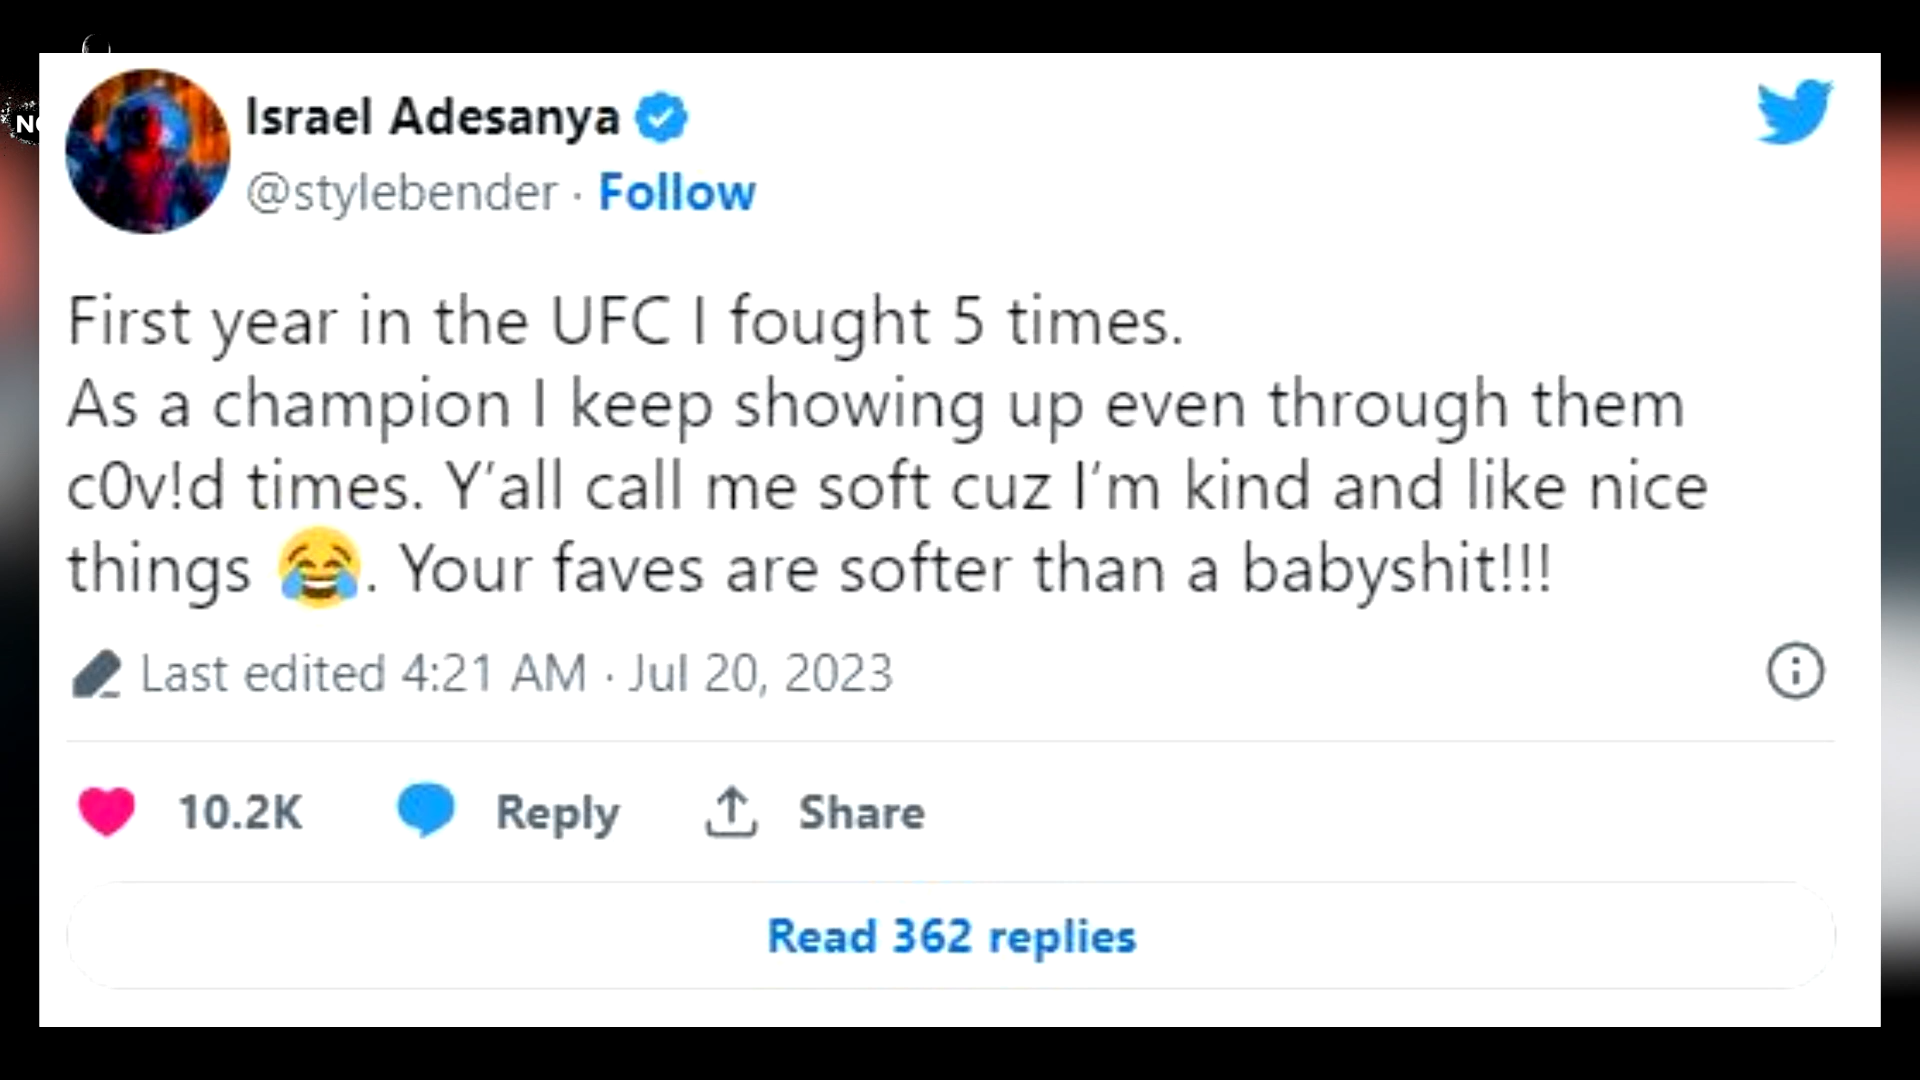 Israel Adesanya
@stylebender · Follow
First year in the UFC I fought 5 times.
As a champion I keep showing up even through them
c0v!d times. Y’all call me soft cuz I’m kind and like nice
things 😂. Your faves are softer than a babyshit!!!
Last edited 4:21 AM · Jul 20, 2023
10.2K Reply Share
Read 362 replies